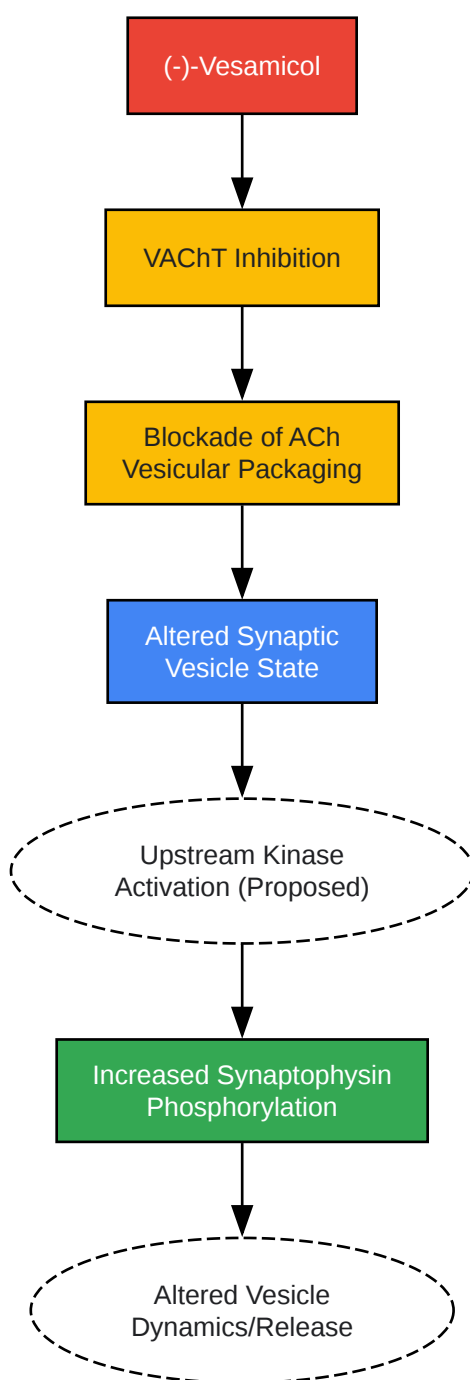 (-)-Vesamicol
VAChT Inhibition
Blockade of ACh
Vesicular Packaging
Altered Synaptic
Vesicle State
Upstream Kinase
Activation (Proposed)
Increased Synaptophysin
Phosphorylation
Altered Vesicle
Dynamics/Release